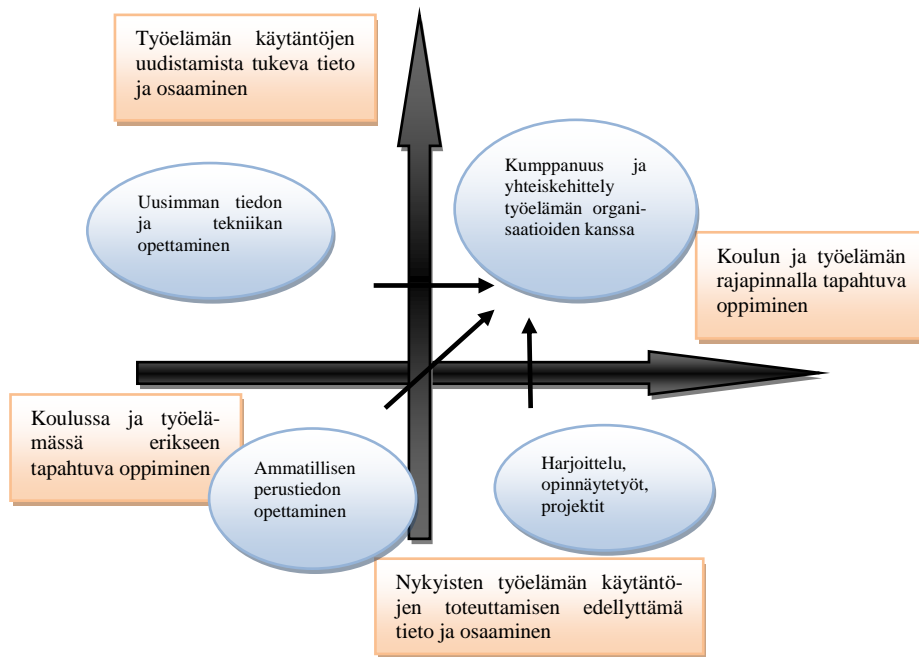 Työelämän käytäntöjen
uudistamista tukeva tieto
ja osaaminen
Uusimman tiedon
ja tekniikan
opettaminen
Kumppanuus ja
yhteiskehittely
työelämän organi-
saatioiden kanssa
Koulun ja työelämän
rajapinnalla tapahtuva
oppiminen
Koulussa ja työelä-
mässä erikseen
tapahtuva oppiminen
Ammatillisen
perustiedon
opettaminen
Harjoittelu,
opinnäytetyöt,
projektit
Nykyisten työelämän käytäntö-
jen toteuttamisen edellyttämä
tieto ja osaaminen